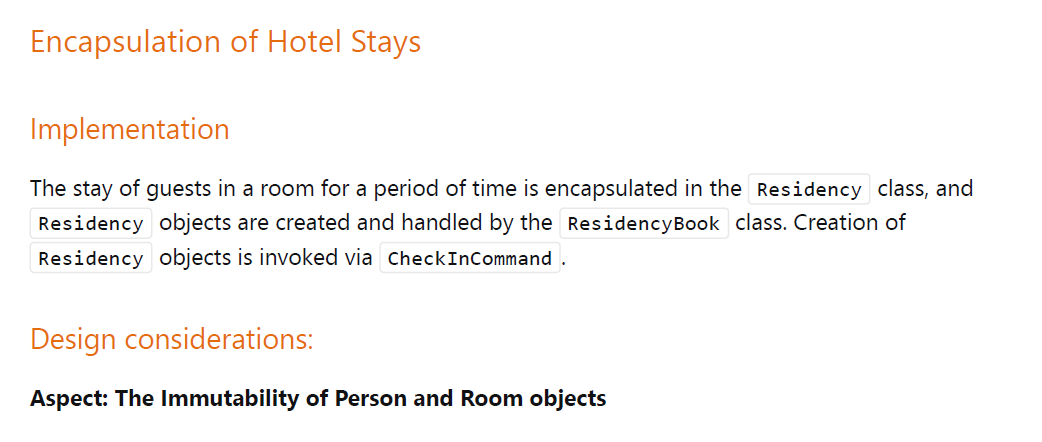 Encapsulation of Hotel Stays
Implementation
The stay of guests in a room for a period of time is encapsulated in the Residency class, and
Residency objects are created and handled by the ResidencyBook class. Creation of
Residency objects is invoked via CheckInCommand.
Design considerations:
Aspect: The Immutability of Person and Room objects